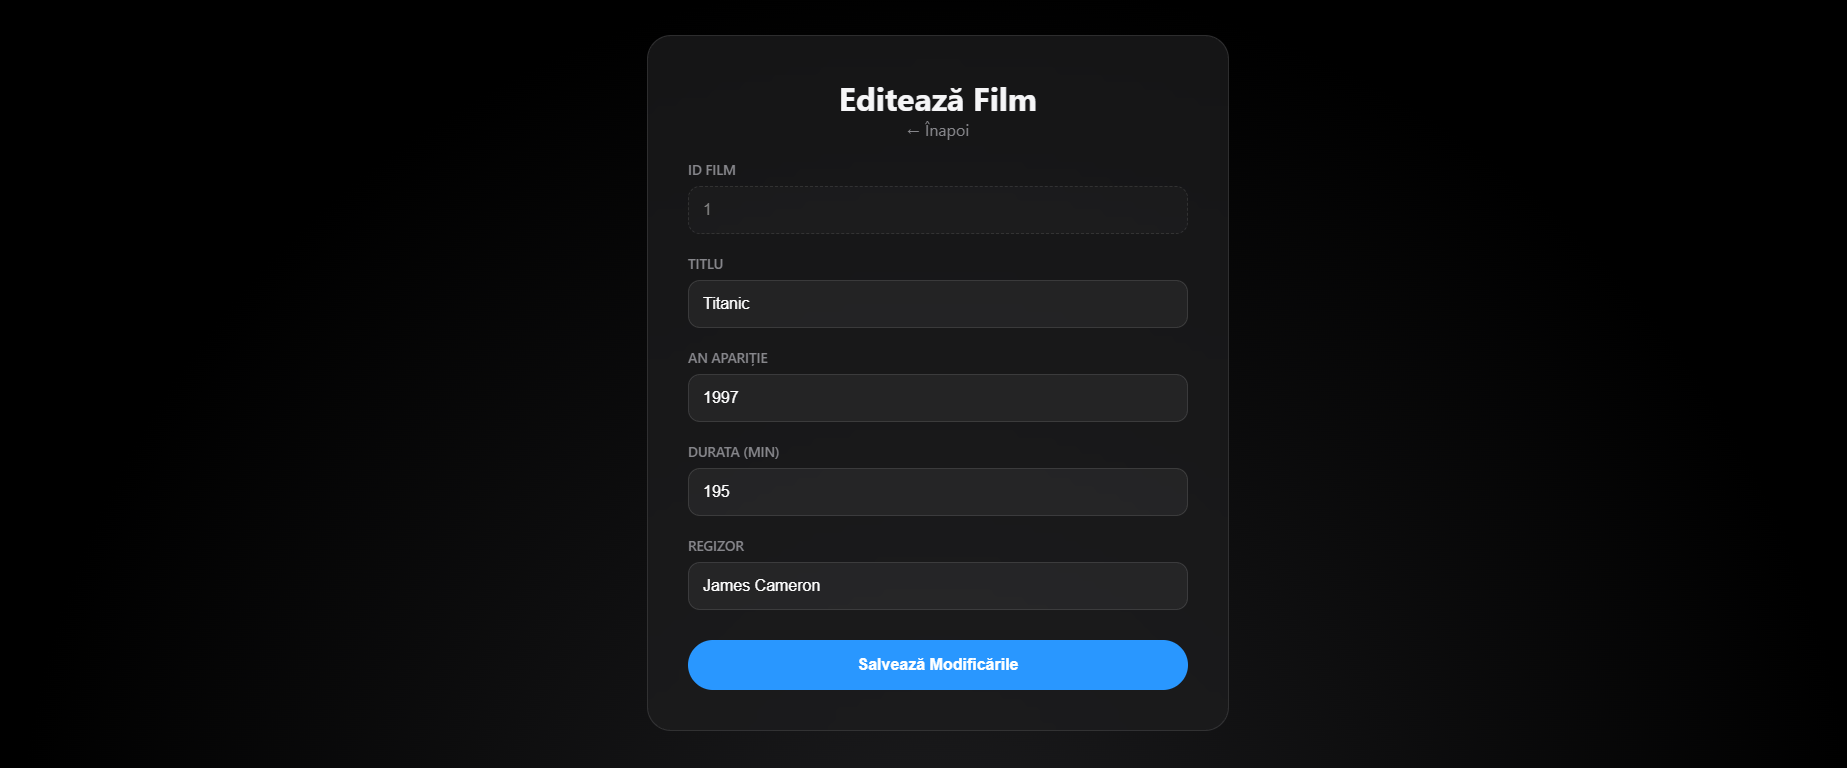 Editează Film
← Înapoi
ID FILM
1
TITLU
Titanic
AN APARIȚIE
1997
DURATA (MIN)
195
REGIZOR
James Cameron
Salvează Modificările